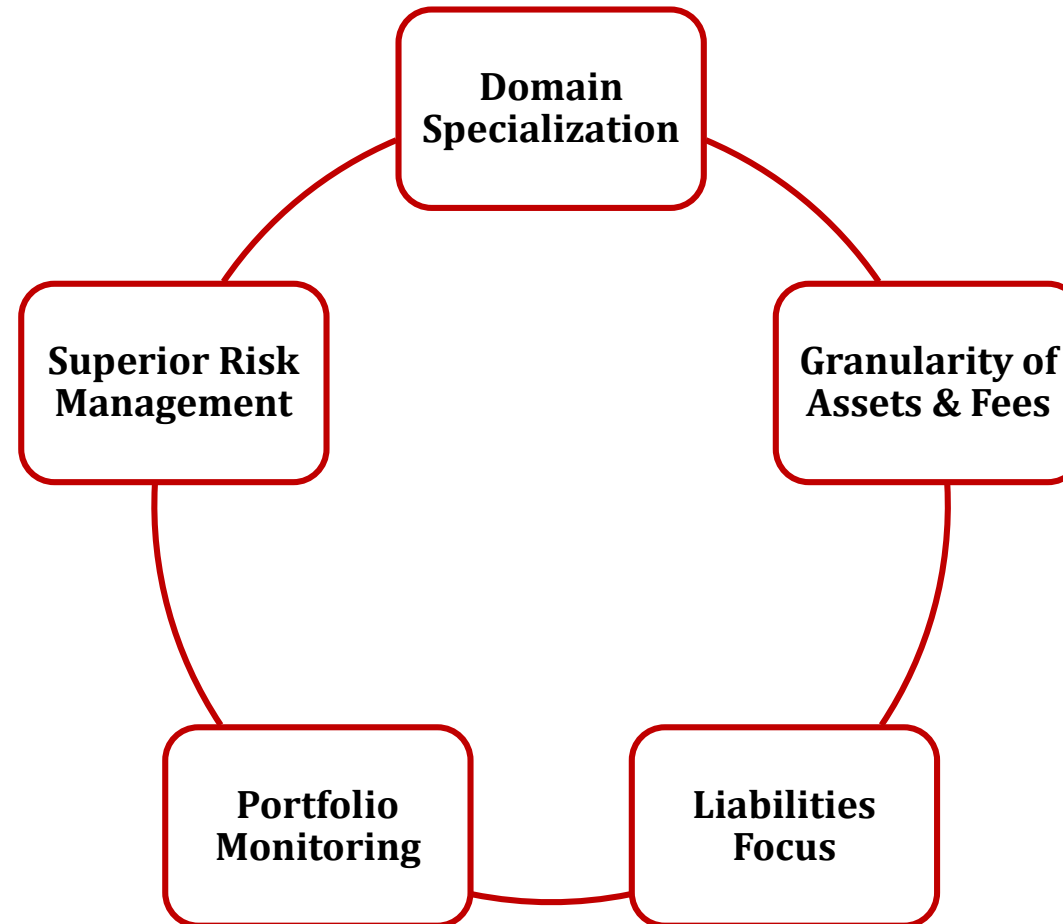 Domain
Specialization
Granularity of
Assets & Fees
Liabilities
Focus
Portfolio
Monitoring
Superior Risk
Management